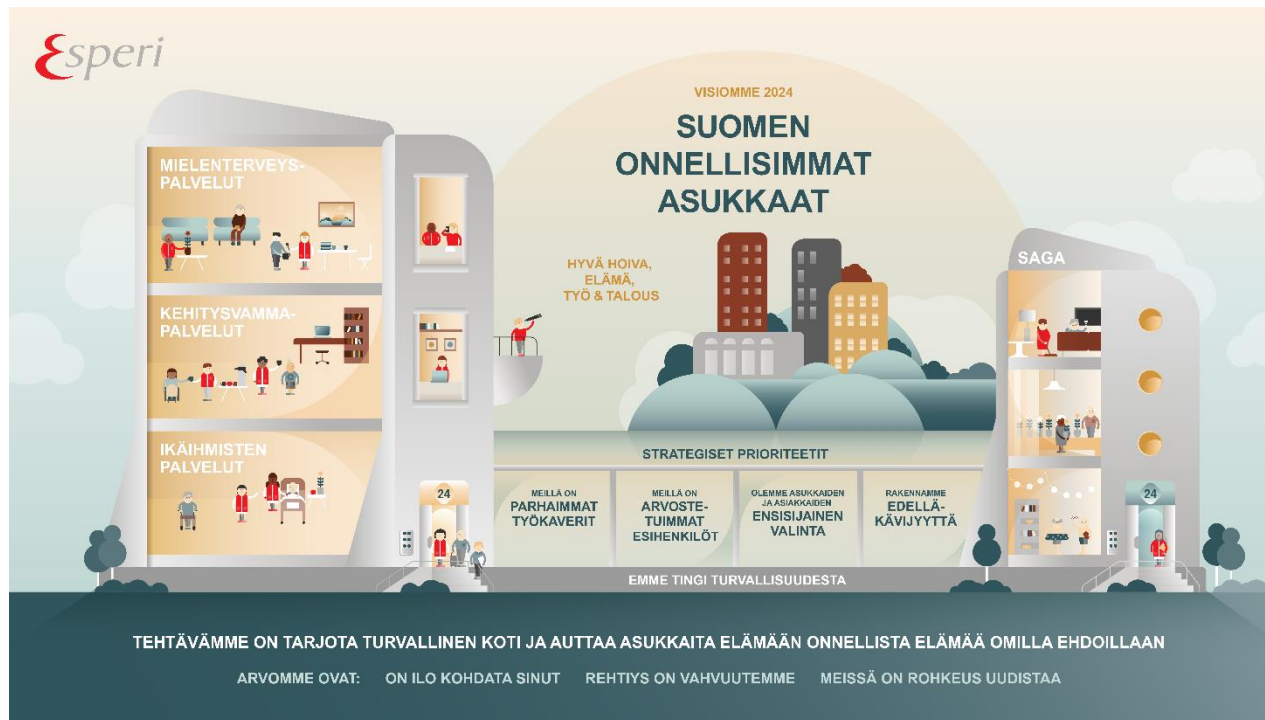 Esperi
VISIOMME 2024
SUOMEN
ONNELLISIMMAT
ASUKKAAT
HYVÄ HOIVA,
ELÄMÄ,
TYÖ & TALOUS
MIELENTERVEYS-
PALVELUT
KEHITYSVAMMA-
PALVELUT
IKÄIHMISTEN
PALVELUT
24
SAGA
24
STRATEGISET PRIORITEETIT
MEILLÄ ON
PARHAIMMAT
TYÖKAVERIT
MEILLÄ ON
ARVOSTE-
TUIMMAT
ESIHENKILÖT
OLEMME ASUKKAIDEN
JA ASIAKKAIDEN
ENSISIJAINEN
VALINTA
RAKENNAMME
EDELLÄ-
KÄVIJYYTTÄ
EMME TINGI TURVALLISUUDESTA
TEHTÄVÄMME ON TARJOTA TURVALLINEN KOTI JA AUTTAA ASUKKAITA ELÄMÄÄN ONNELLISTA ELÄMÄÄ OMILLA EHDOILLAAN
ARVOMME OVAT: ON ILO KOHDATA SINUT REHTIYS ON VAHVUUTEMME MEISSÄ ON ROHKEUS UUDISTAA